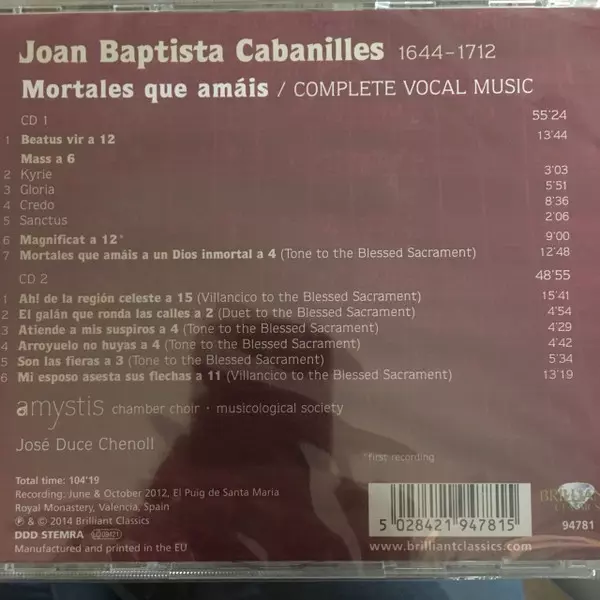 Joan Baptista Cabanilles 1644-1712
Mortales que amáis / COMPLETE VOCAL MUSIC
CD 1 55'24
1 Beatus vir a 12 13'44
Mass a 6
2 Kyrie 3'03
3 Gloria 5'51
4 Credo 8'36
5 Sanctus 2'06
6 Magnificat a 12* 9'00
7 Mortales que amáis a un Dios inmortal a 4 (Tone to the Blessed Sacrament) 12'48
CD 2 48'55
1 Ah! de la región celeste a 15 (Villancico to the Blessed Sacrament) 15'41
2 El galán que ronda las calles a 2 (Duet to the Blessed Sacrament) 4'54
3 Atiende a mis suspiros a 4 (Tone to the Blessed Sacrament) 4'29
4 Arroyuelo no huyas a 4 (Tone to the Blessed Sacrament) 4'42
5 Son las fieras a 3 (Tone to the Blessed Sacrament) 5'34
6 Mi esposo asesta sus flechas a 11 (Villancico to the Blessed Sacrament) 13'19
amystis chamber choir · musicological society
José Duce Chenoll
*first recording
Total time: 104'19
Recording: June & October 2012, El Puig de Santa Maria
Royal Monastery, Valencia, Spain
℗ & © 2014 Brilliant Classics
DDD STEMRA LC 09421
Manufactured and printed in the EU
5 028421 947815
www.brilliantclassics.com
BRILLIANT
CLASSICS
94781